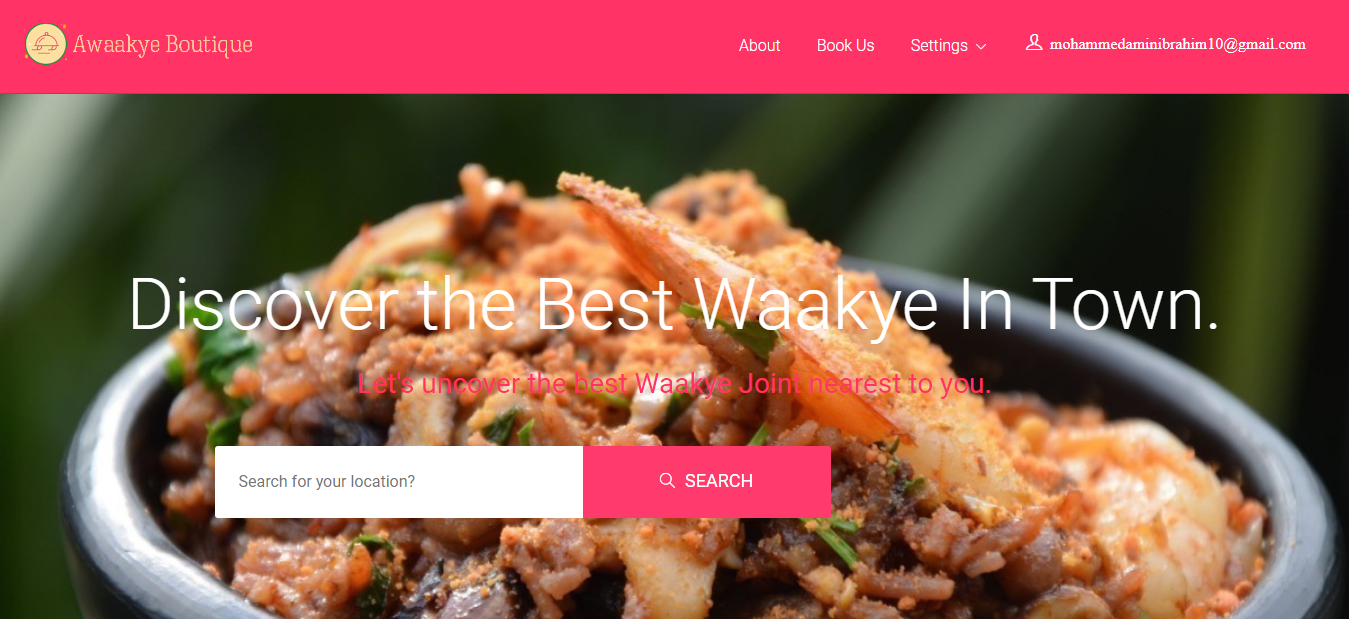 Awaakye Boutique
About Book Us Settings mohammedaminibrahim10@gmail.com
Discover the Best Waakye In Town.
Let's uncover the best Waakye Joint nearest to you.
Search for your location? SEARCH